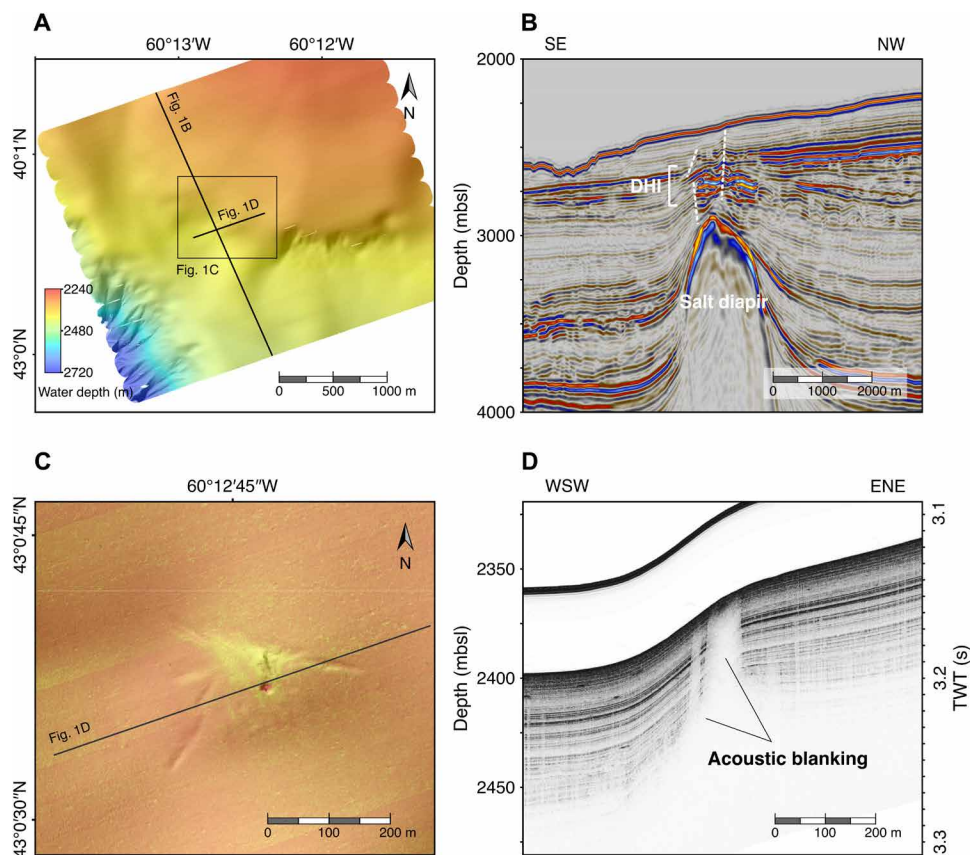 A
60°13′W 60°12′W
40°1′N
43°0′N
N
Fig. 1B
Fig. 1D
Fig. 1C
2240
2480
2720
Water depth (m)
0 500 1000 m
B
SE NW
2000
3000
4000
Depth (mbsl)
DHI
Salt diapir
0 1000 2000 m
C
60°12′45″W
43°0′45″N
43°0′30″N
N
Fig. 1D
0 100 200 m
D
WSW ENE
2350
2400
2450
Depth (mbsl)
3.1
3.2
3.3
TWT (s)
Acoustic blanking
0 100 200 m